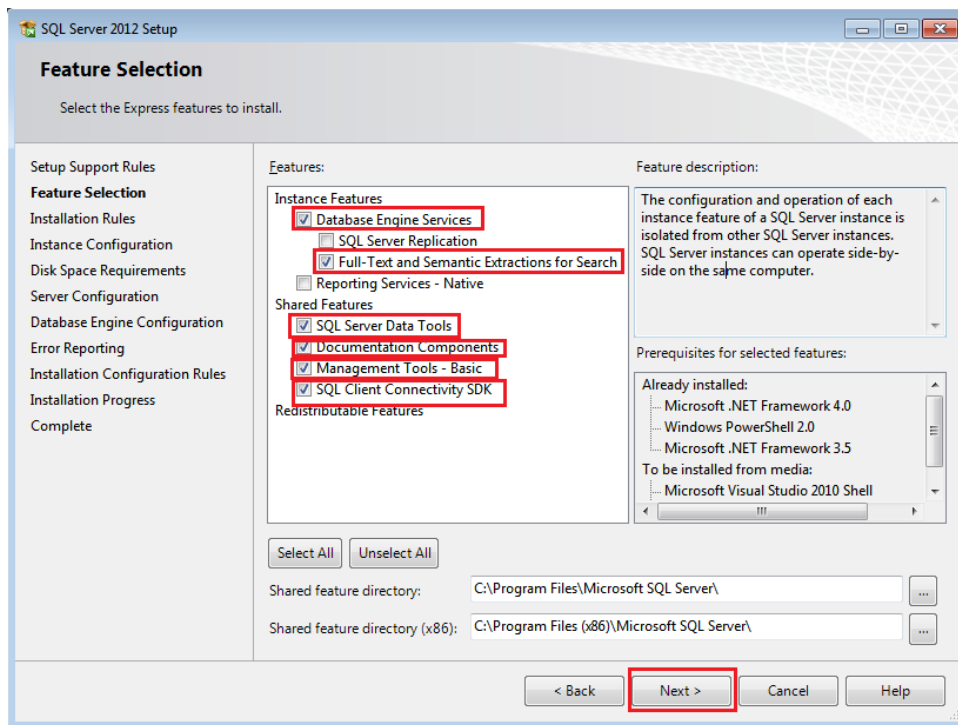 SQL Server 2012 Setup
Feature Selection
Select the Express features to install.
Setup Support Rules
Feature Selection
Installation Rules
Instance Configuration
Disk Space Requirements
Server Configuration
Database Engine Configuration
Error Reporting
Installation Configuration Rules
Installation Progress
Complete
Features:
Instance Features
Database Engine Services
SQL Server Replication
Full-Text and Semantic Extractions for Search
Reporting Services - Native
Shared Features
SQL Server Data Tools
Documentation Components
Management Tools - Basic
SQL Client Connectivity SDK
Redistributable Features
Feature description:
The configuration and operation of each
instance feature of a SQL Server instance is
isolated from other SQL Server instances.
SQL Server instances can operate side-by-
side on the same computer.
Prerequisites for selected features:
Already installed:
Microsoft .NET Framework 4.0
Windows PowerShell 2.0
Microsoft .NET Framework 3.5
To be installed from media:
Microsoft Visual Studio 2010 Shell
Select All
Unselect All
Shared feature directory:
C:\Program Files\Microsoft SQL Server\
...
Shared feature directory (x86):
C:\Program Files (x86)\Microsoft SQL Server\
...
< Back
Next >
Cancel
Help